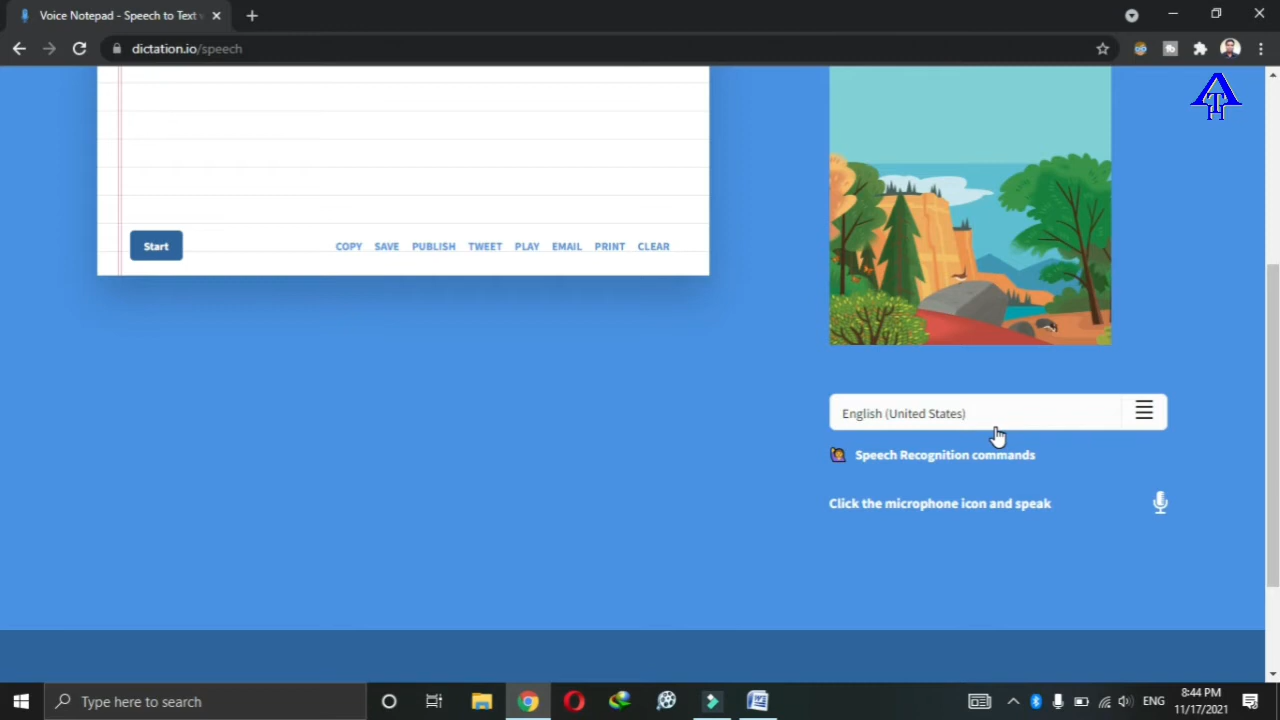 Voice Notepad - Speech to Text
dictation.io/speech
ATH
Start
COPY SAVE PUBLISH TWEET PLAY EMAIL PRINT CLEAR
English (United States)
Speech Recognition commands
Click the microphone icon and speak
Type here to search
ENG
8:44 PM
11/17/2021